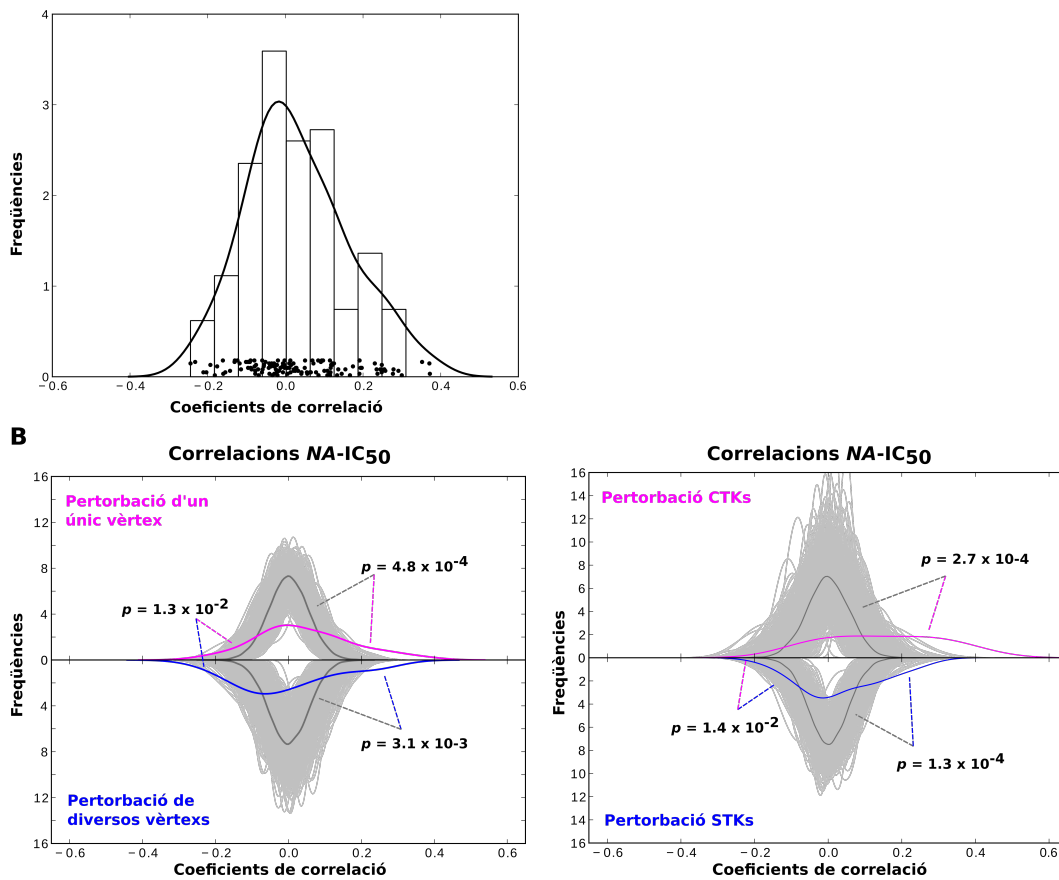 4
3
2
1
0
Freqüències
−0.6 −0.4 −0.2 0.0 0.2 0.4 0.6
Coeficients de correlació
B
Correlacions NA-IC50
16
12
8
4
0
4
8
12
16
Freqüències
Pertorbació d'un
únic vèrtex
p = 4.8 x 10-4
p = 1.3 x 10-2
p = 3.1 x 10-3
Pertorbació de
diversos vèrtexs
−0.6 −0.4 −0.2 0.0 0.2 0.4 0.6
Coeficients de correlació
Correlacions NA-IC50
16
14
12
10
8
6
4
2
0
2
4
6
8
10
12
14
16
Freqüències
Pertorbació CTKs
p = 2.7 x 10-4
p = 1.4 x 10-2
p = 1.3 x 10-4
Pertorbació STKs
−0.6 −0.4 −0.2 0.0 0.2 0.4 0.6
Coeficients de correlació